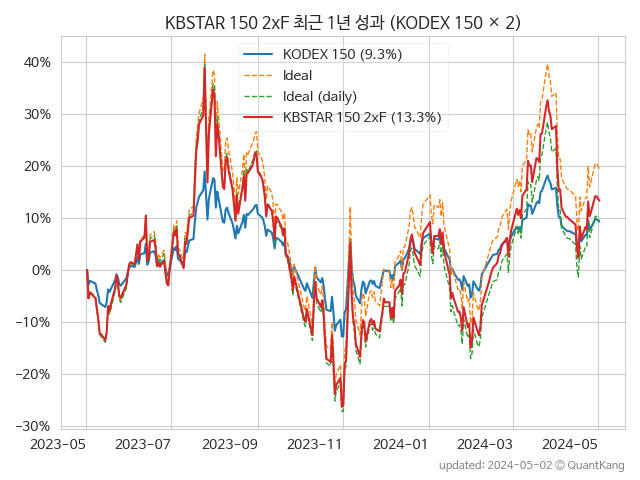 KBSTAR 150 2xF 최근 1년 성과 (KODEX 150 × 2)
KODEX 150 (9.3%)
Ideal
Ideal (daily)
KBSTAR 150 2xF (13.3%)
40%
30%
20%
10%
0%
−10%
−20%
−30%
2023-05 2023-07 2023-09 2023-11 2024-01 2024-03 2024-05
updated: 2024-05-02 © QuantKang